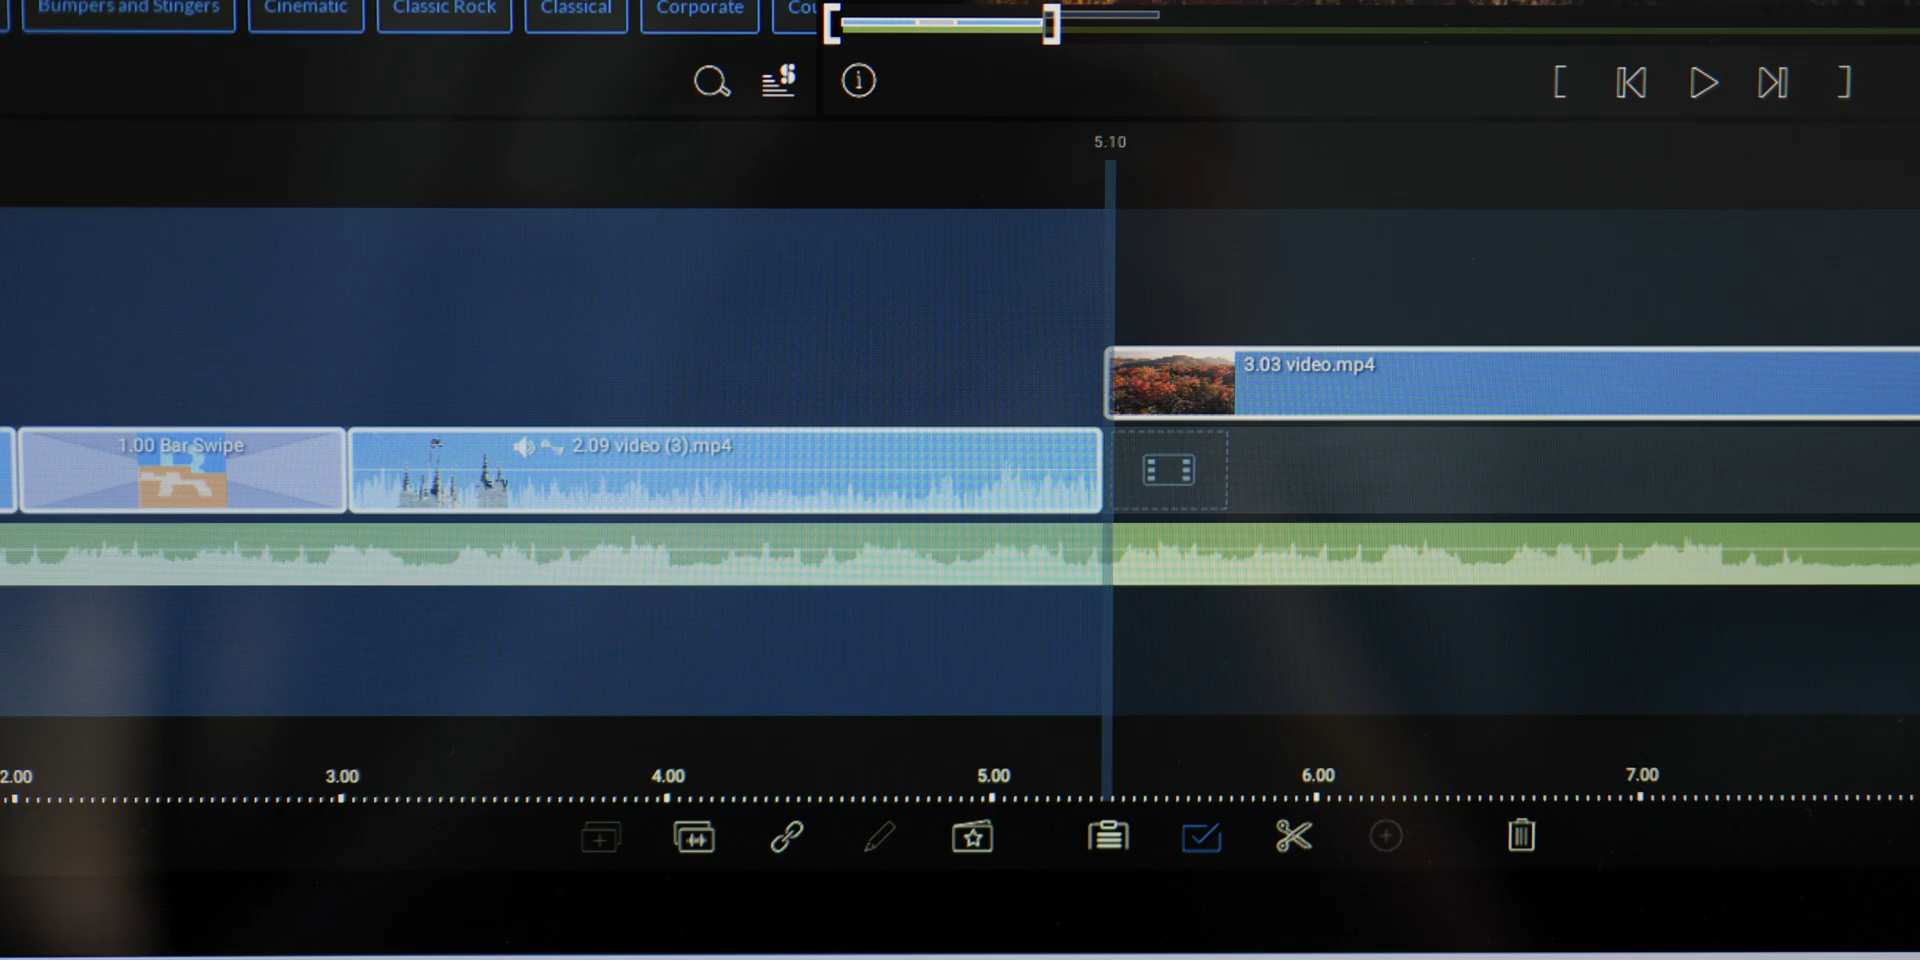 Bumpers and Stingers
Cinematic
Classic Rock
Classical
Corporate
Cou
5.10
3.03 video.mp4
1.00 Bar Swipe
2.09 video (3).mp4
2.00
3.00
4.00
5.00
6.00
7.00